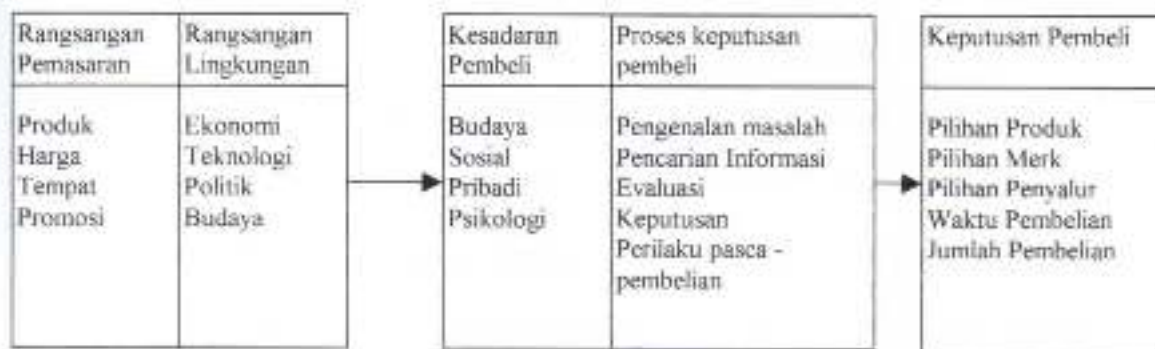 Rangsangan
Pemasaran
Rangsangan
Lingkungan
Produk
Harga
Tempat
Promosi
Ekonomi
Teknologi
Politik
Budaya
Kesadaran
Pembeli
Proses keputusan
pembeli
Budaya
Sosial
Pribadi
Psikologi
Pengenalan masalah
Pencarian Informasi
Evaluasi
Keputusan
Perilaku pasca -
pembelian
Keputusan Pembeli
Pilihan Produk
Pilihan Merk
Pilihan Penyalur
Waktu Pembelian
Jumlah Pembelian